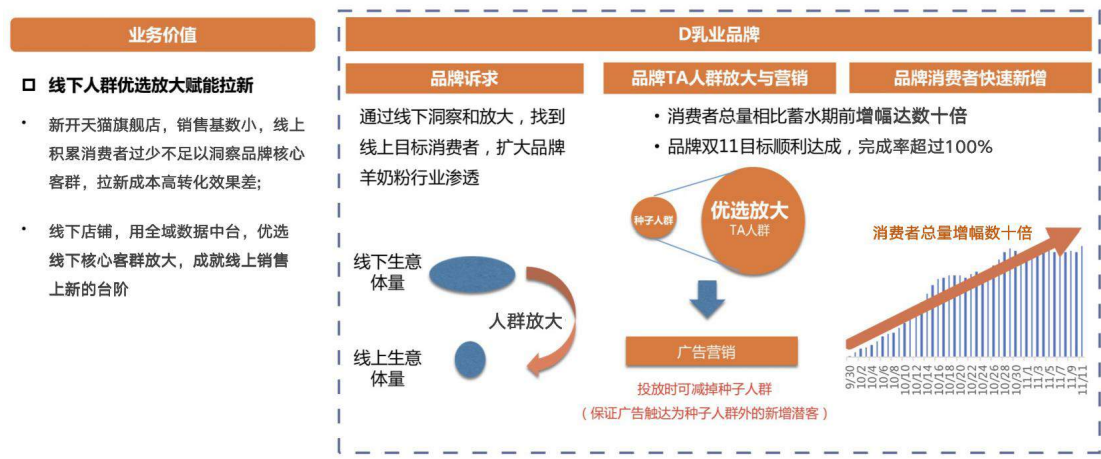 业务价值
线下人群优选放大赋能拉新
• 新开天猫旗舰店，销售基数小，线上
积累消费者过少不足以洞察品牌核心
客群，拉新成本高转化效果差;
• 线下店铺，用全域数据中台，优选
线下核心客群放大，成就线上销售
上新的台阶
D乳业品牌
品牌诉求
通过线下洞察和放大，找到
线上目标消费者，扩大品牌
羊奶粉行业渗透
线下生意
体量
人群放大
线上生意
体量
品牌TA人群放大与营销
品牌消费者快速新增
• 消费者总量相比蓄水期前增幅达数十倍
• 品牌双11目标顺利达成，完成率超过100%
种子人群
优选放大
TA人群
广告营销
投放时可减掉种子人群
（保证广告触达为种子人群外的新增潜客）
消费者总量增幅数十倍
9/30
10/2
10/4
10/6
10/8
10/10
10/12
10/14
10/16
10/18
10/20
10/22
10/24
10/26
10/28
10/30
11/1
11/3
11/5
11/7
11/9
11/11